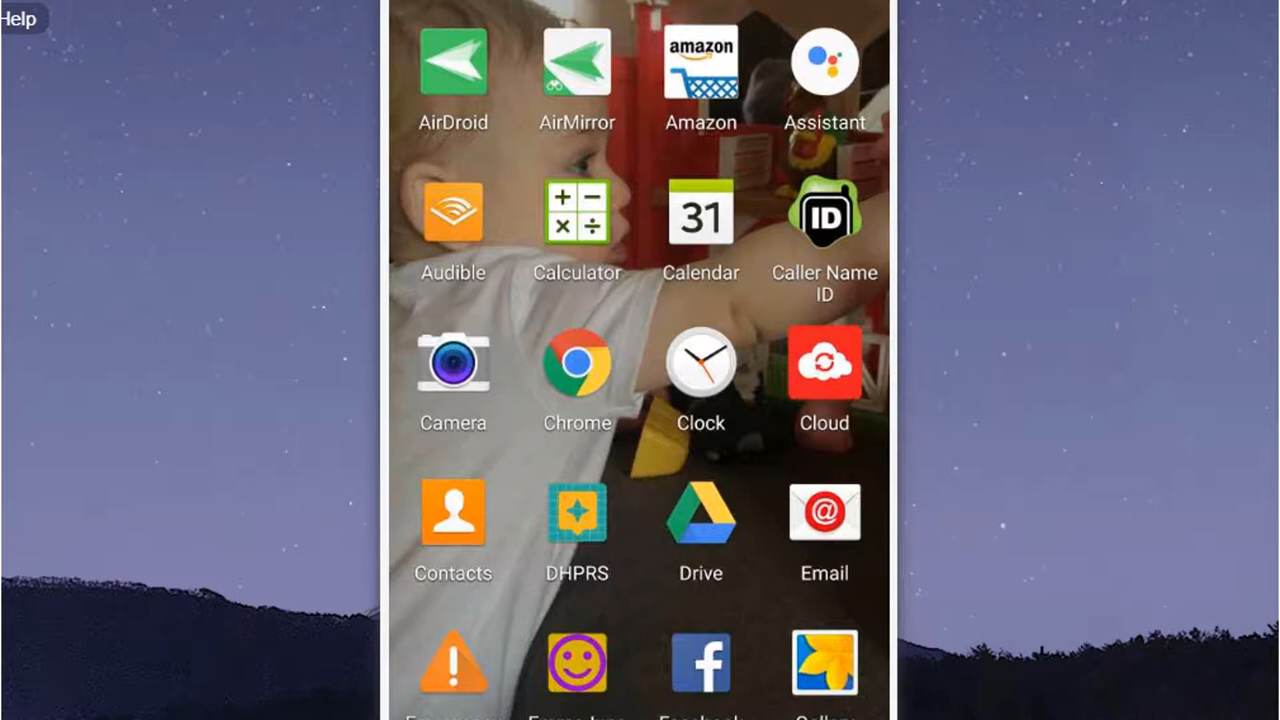 Help
amazon
AirDroid AirMirror Amazon Assistant
31
ID
Audible Calculator Calendar Caller Name
ID
Camera Chrome Clock Cloud
@
Contacts DHPRS Drive Email
f